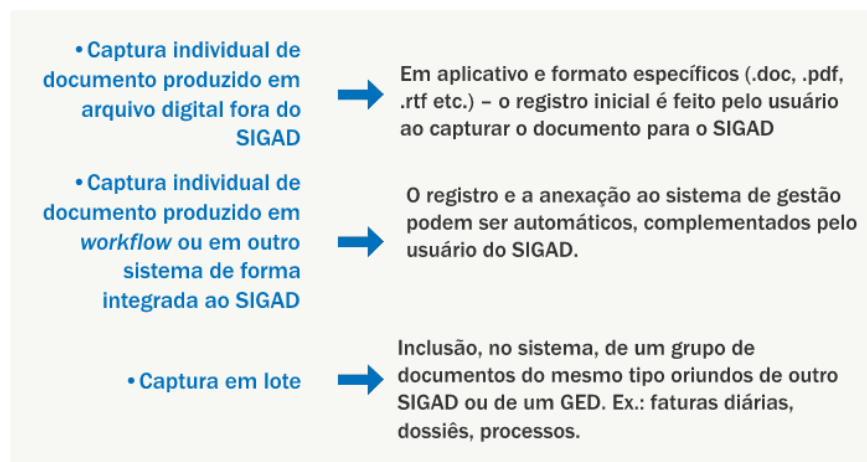 • Captura individual de
documento produzido em
arquivo digital fora do
SIGAD
Em aplicativo e formato específicos (.doc, .pdf,
.rtf etc.) – o registro inicial é feito pelo usuário
ao capturar o documento para o SIGAD
• Captura individual de
documento produzido em
workflow ou em outro
sistema de forma
integrada ao SIGAD
O registro e a anexação ao sistema de gestão
podem ser automáticos, complementados pelo
usuário do SIGAD.
• Captura em lote
Inclusão, no sistema, de um grupo de
documentos do mesmo tipo oriundos de outro
SIGAD ou de um GED. Ex.: faturas diárias,
dossiês, processos.